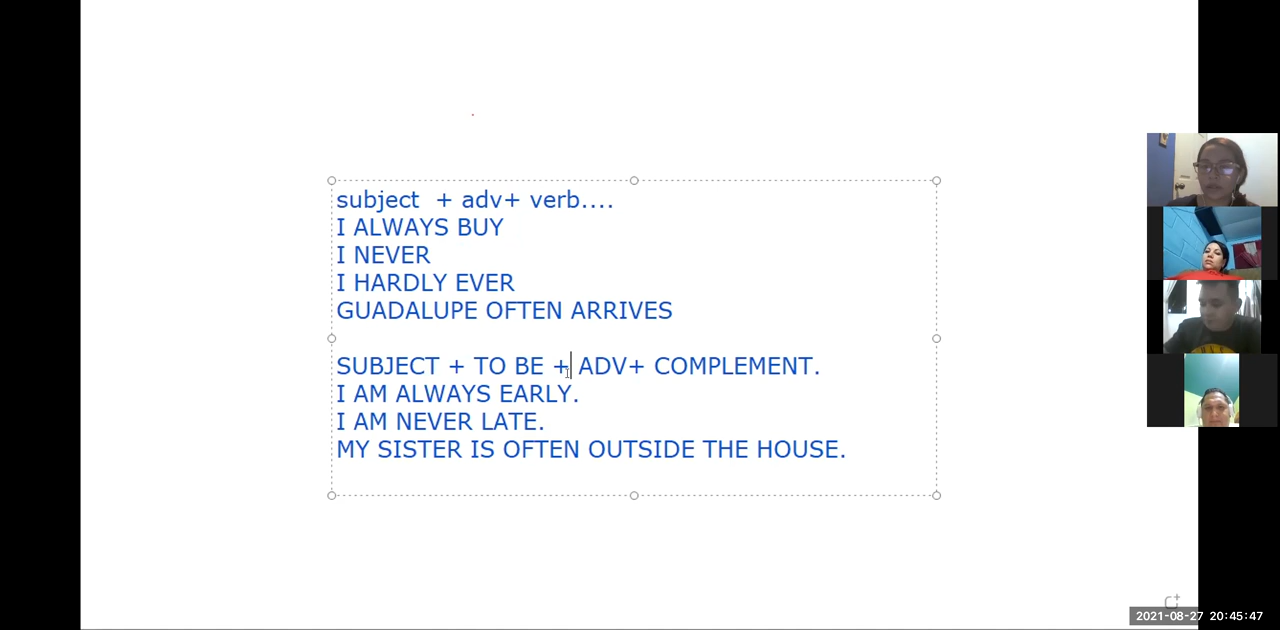 subject  + adv+ verb....
I ALWAYS BUY
I NEVER
I HARDLY EVER
GUADALUPE OFTEN ARRIVES
SUBJECT + TO BE + ADV+ COMPLEMENT.
I AM ALWAYS EARLY.
I AM NEVER LATE.
MY SISTER IS OFTEN OUTSIDE THE HOUSE.
2021-08-27 20:45:47